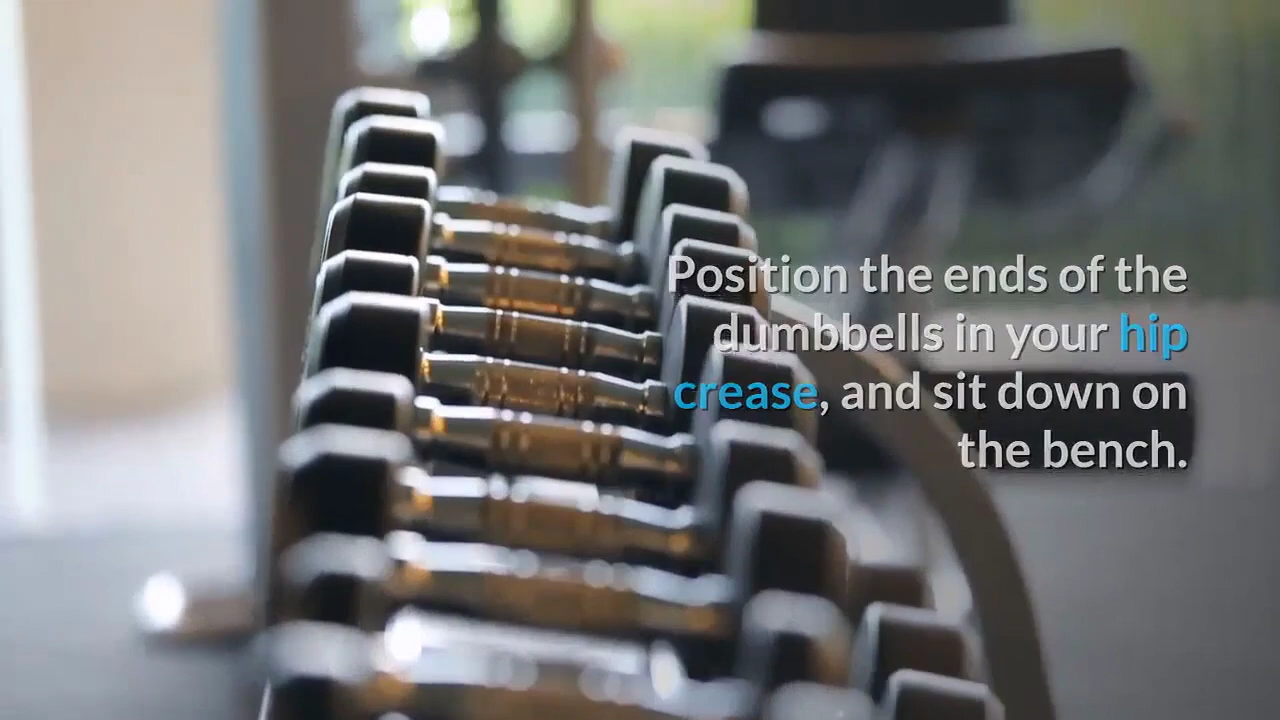 Position the ends of the
dumbbells in your hip
crease, and sit down on
the bench.